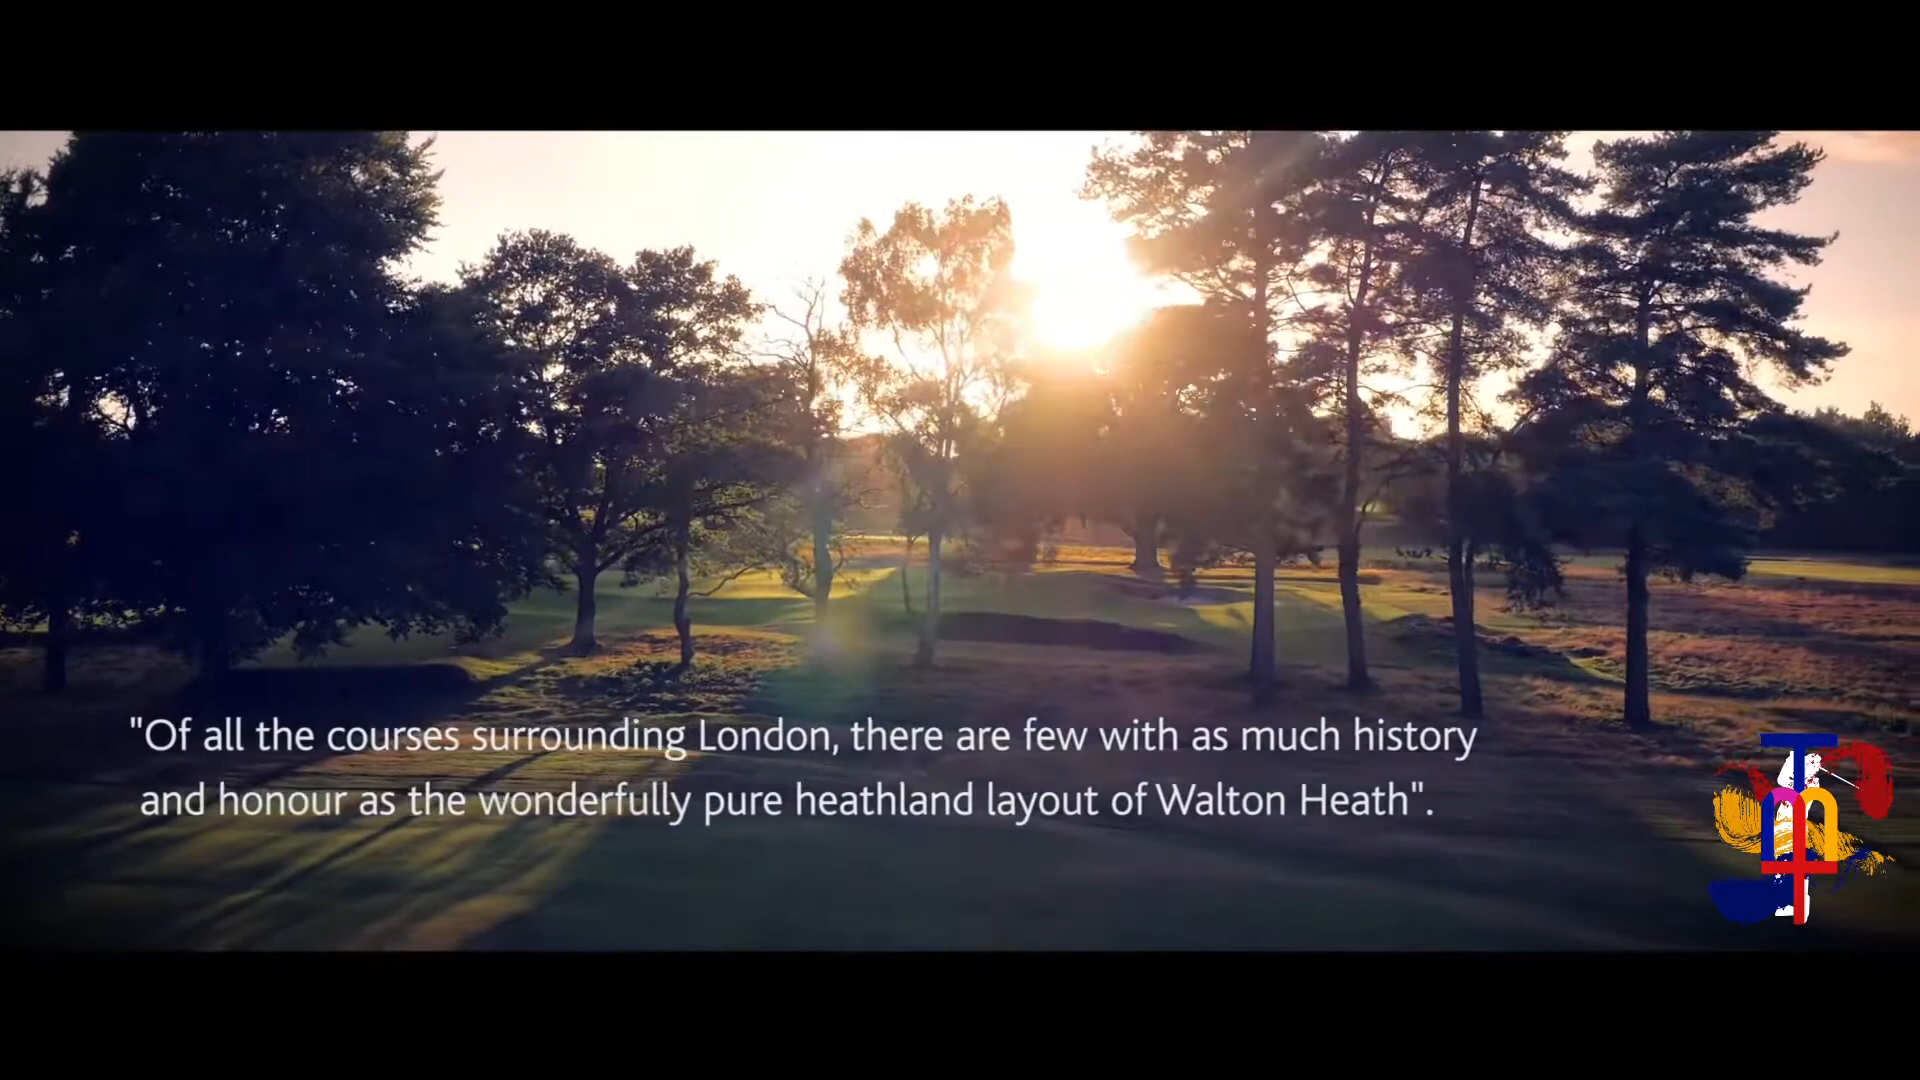 "Of all the courses surrounding London, there are few with as much history
and honour as the wonderfully pure heathland layout of Walton Heath".